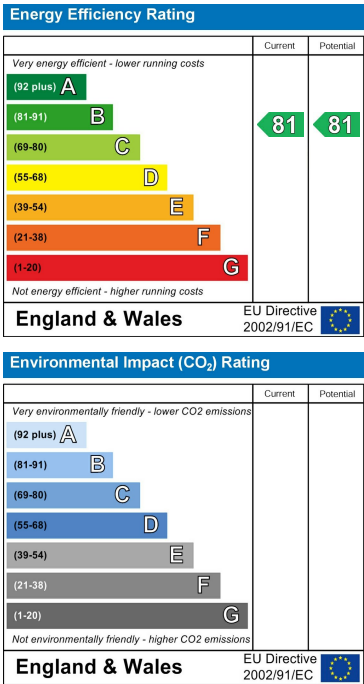 Energy Efficiency Rating
Current Potential
Very energy efficient - lower running costs
(92 plus) A
(81-91) B
81 81
(69-80) C
(55-68) D
(39-54) E
(21-38) F
(1-20) G
Not energy efficient - higher running costs
England & Wales
EU Directive
2002/91/EC
Environmental Impact (CO₂) Rating
Current Potential
Very environmentally friendly - lower CO2 emissions
(92 plus) A
(81-91) B
(69-80) C
(55-68) D
(39-54) E
(21-38) F
(1-20) G
Not environmentally friendly - higher CO2 emissions
England & Wales
EU Directive
2002/91/EC